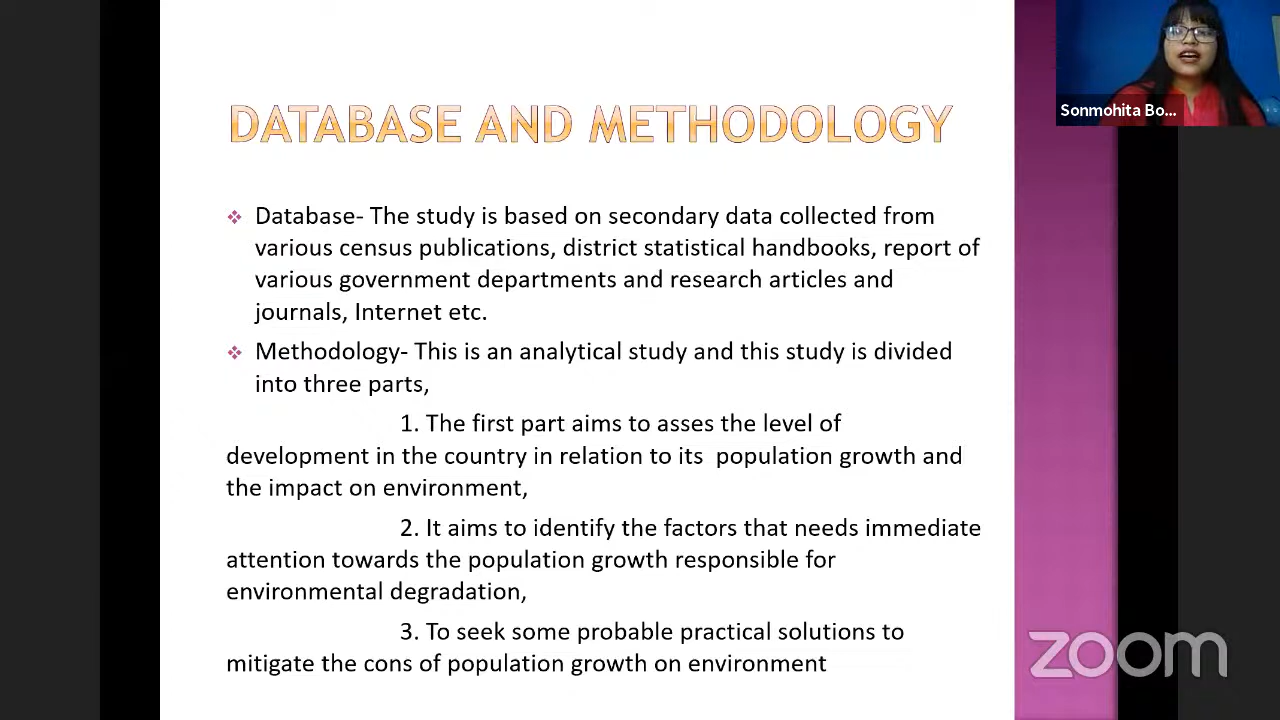 DATABASE AND METHODOLOGY
Sonmohita Bo...
Database- The study is based on secondary data collected from
various census publications, district statistical handbooks, report of
various government departments and research articles and
journals, Internet etc.
Methodology- This is an analytical study and this study is divided
into three parts,
1. The first part aims to asses the level of
development in the country in relation to its  population growth and
the impact on environment,
2. It aims to identify the factors that needs immediate
attention towards the population growth responsible for
environmental degradation,
3. To seek some probable practical solutions to
mitigate the cons of population growth on environment
zoom